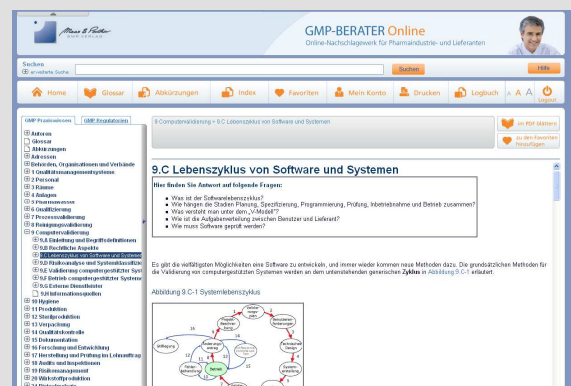 Maas & Peither
GMP VERLAG
GMP-BERATER Online
Online-Nachschlagewerk für Pharmaindustrie- und Lieferanten
Suchen
erweiterte Suche
Suchen
Hilfe
Home
Glossar
Abkürzungen
Index
Favoriten
Mein Konto
Drucken
Logbuch
A A A
Logout
GMP Praxiswissen
GMP Regulatorien
9 Computervalidierung > 9.C Lebenszyklus von Software und Systemen
im PDF blättern
zu den Favoriten hinzufügen
Autoren
Glossar
Abkürzungen
Adressen
Behörden, Organisationen und Verbände
1 Qualitätsmanagementsysteme
2 Personal
3 Räume
4 Anlagen
5 Pharmawasser
6 Qualifizierung
7 Prozessvalidierung
8 Reinigungsvalidierung
9 Computervalidierung
9.A Einleitung und Begriffsdefinitionen
9.B Rechtliche Aspekte
9.C Lebenszyklus von Software und Systemen
9.D Risikoanalyse und Systemklassifizie
9.E Validierung computergestützter Syst
9.F Betrieb computergestützter Systeme
9.G Externe Dienstleister
9.H Informationsquellen
10 Hygiene
11 Produktion
12 Sterilproduktion
13 Verpackung
14 Qualitätskontrolle
15 Dokumentation
16 Forschung und Entwicklung
17 Herstellung und Prüfung im Lohnauftrag
18 Audits und Inspektionen
19 Risikomanagement
20 Wirkstoffproduktion
9.C Lebenszyklus von Software und Systemen
Hier finden Sie Antwort auf folgende Fragen:
Was ist der Softwarelebenszyklus?
Wie hängen die Stadien Planung, Spezifizierung, Programmierung, Prüfung, Inbetriebnahme und Betrieb zusammen?
Was versteht man unter dem „V-Modell"?
Wie ist die Aufgabenverteilung zwischen Benutzer und Lieferant?
Wie muss Software geprüft werden?
Es gibt die vielfältigsten Möglichkeiten eine Software zu entwickeln, und immer wieder kommen neue Methoden dazu. Die grundsätzlichen Methoden für
die Validierung von computergestützten Systemen werden an dem untenstehenden generischen Zyklus in Abbildung 9.C-1 erläutert.
Abbildung 9.C-1 Systemlebenszyklus
Stilllegung
Betrieb